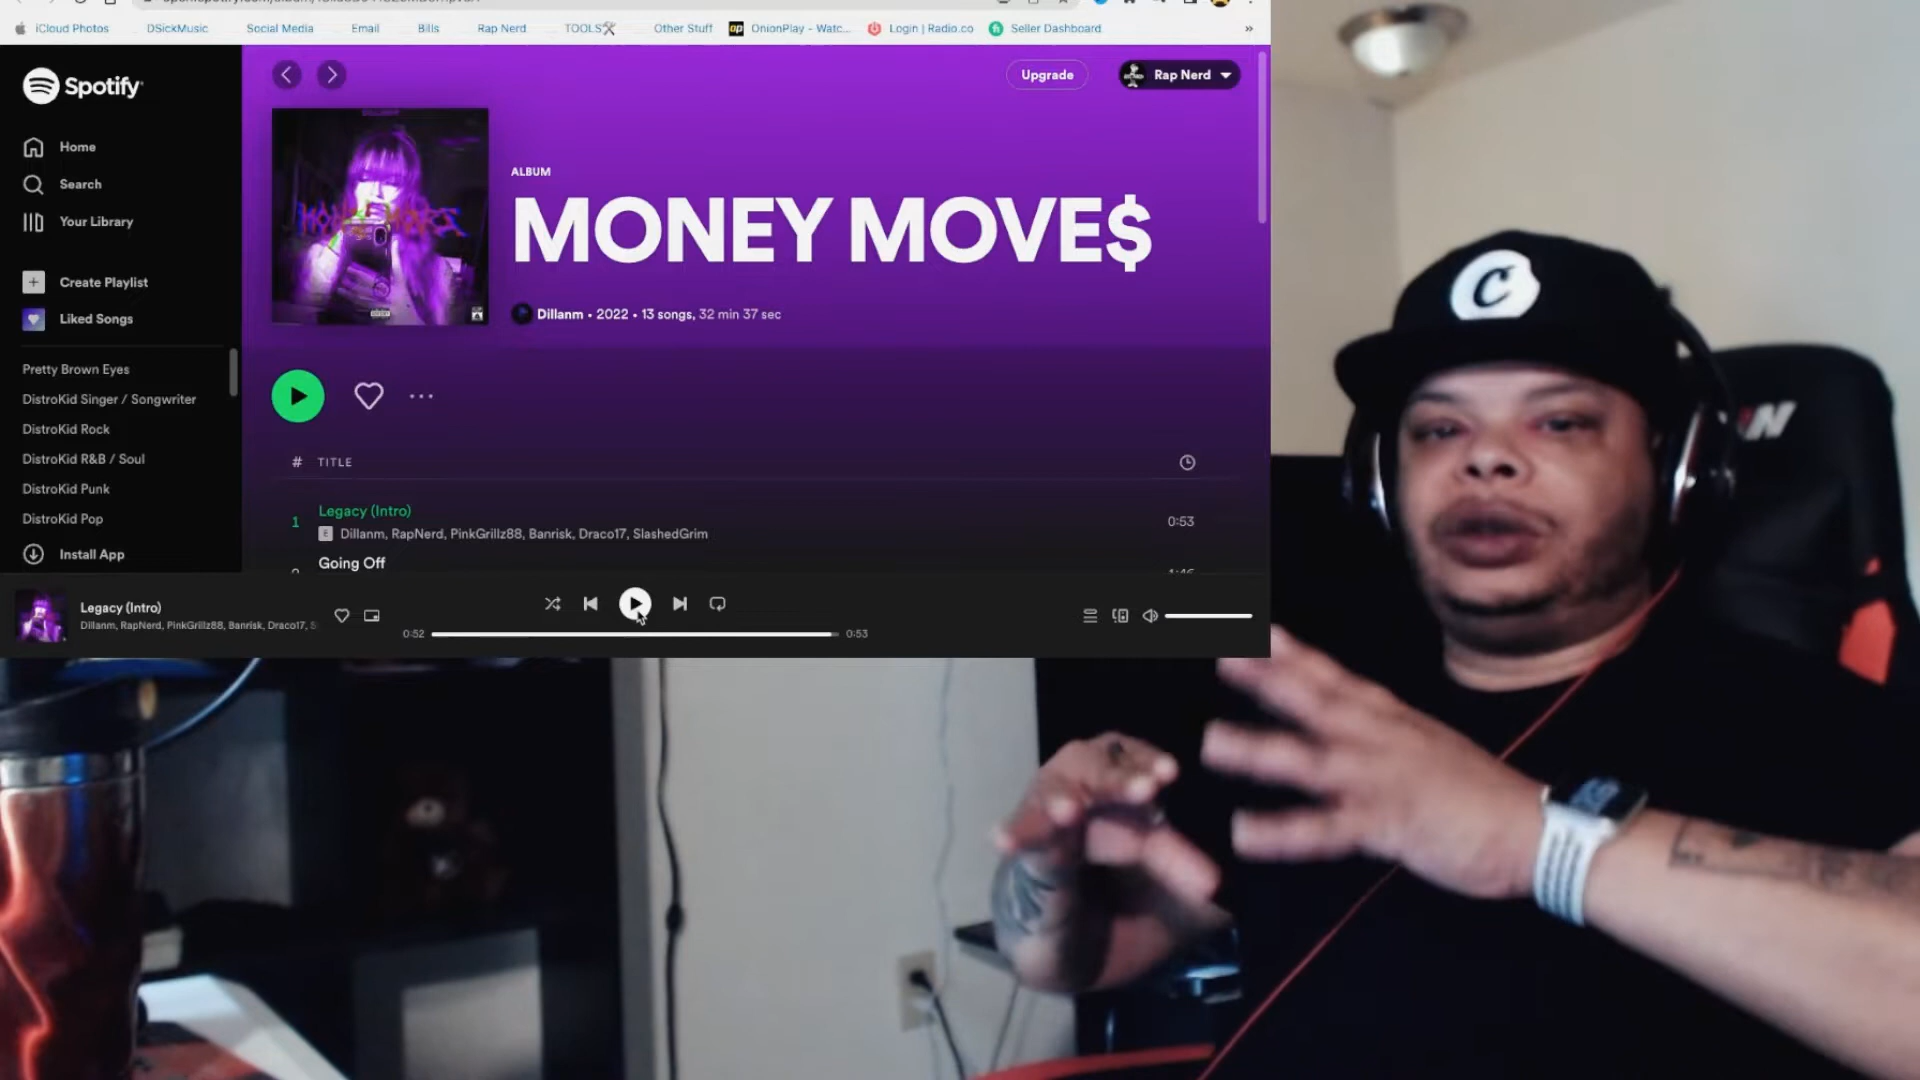 iCloud Photos DSickMusic Social Media Email Bills Rap Nerd TOOLS🛠 Other Stuff op OnionPlay - Watc... Login | Radio.co Seller Dashboard »
Spotify
Upgrade
Rap Nerd
Home
Search
Your Library
Create Playlist
Liked Songs
Pretty Brown Eyes
DistroKid Singer / Songwriter
DistroKid Rock
DistroKid R&B / Soul
DistroKid Punk
DistroKid Pop
Install App
ALBUM
MONEY MOVE$
Dillanm • 2022 • 13 songs, 32 min 37 sec
# TITLE
1 Legacy (Intro) 0:53
E Dillanm, RapNerd, PinkGrillz88, Banrisk, Draco17, SlashedGrim
Going Off
Legacy (Intro)
Dillanm, RapNerd, PinkGrillz88, Banrisk, Draco17, S
0:52 0:53
C